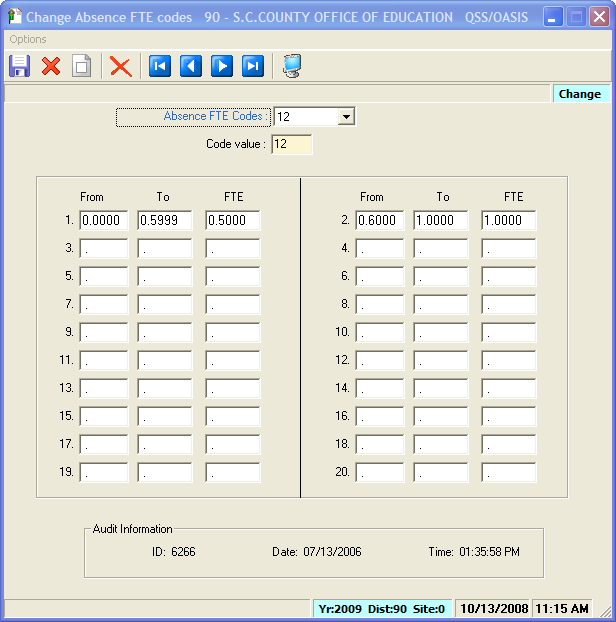 Change Absence FTE codes 90 - S.C.COUNTY OFFICE OF EDUCATION QSS/OASIS
Options
Change
Absence FTE Codes : 12
Code value : 12
From To FTE From To FTE
1. 0.0000 0.5999 0.5000 2. 0.6000 1.0000 1.0000
3. . . . 4. . . .
5. . . . 6. . . .
7. . . . 8. . . .
9. . . . 10. . . .
11. . . . 12. . . .
13. . . . 14. . . .
15. . . . 16. . . .
17. . . . 18. . . .
19. . . . 20. . . .
Audit Information
ID: 6266 Date: 07/13/2006 Time: 01:35:58 PM
Yr:2009 Dist:90 Site:0 10/13/2008 11:15 AM